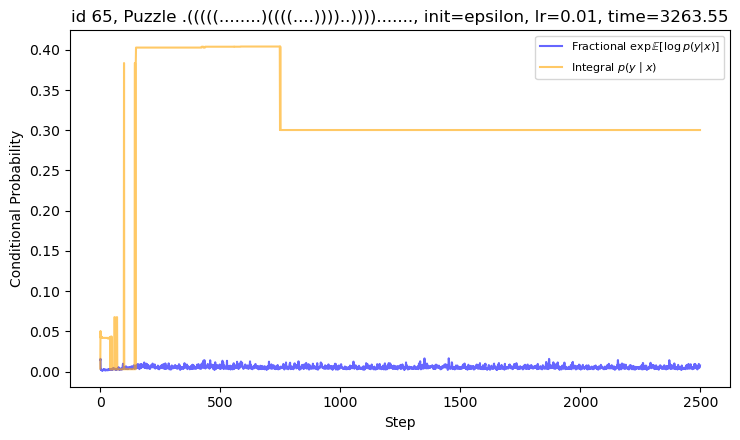 id 65, Puzzle .(((((........)((((....))))..))))......., init=epsilon, lr=0.01, time=3263.55
Fractional exp𝔼[log p(y|x)]
Integral p(y | x)
Conditional Probability
0.40
0.35
0.30
0.25
0.20
0.15
0.10
0.05
0.00
0 500 1000 1500 2000 2500
Step